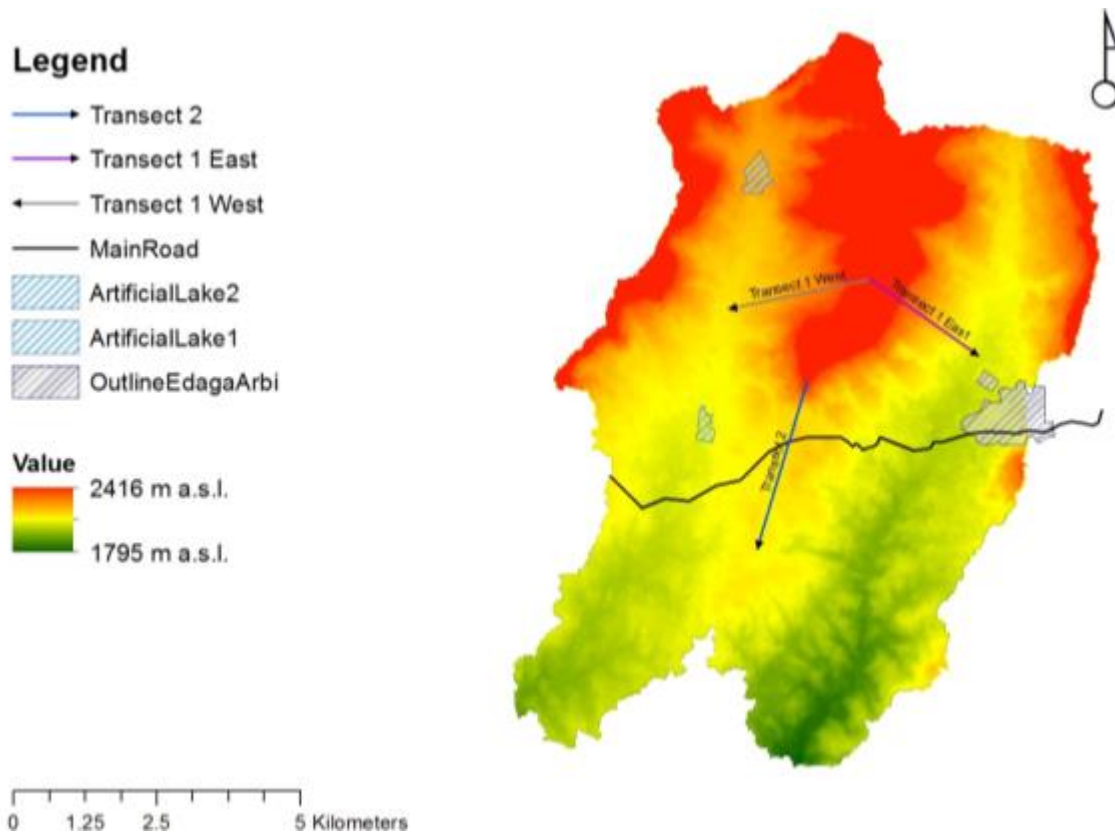 Legend
Transect 2
Transect 1 East
Transect 1 West
MainRoad
ArtificialLake2
ArtificialLake1
OutlineEdagaArbi
Value
2416 m a.s.l.
1795 m a.s.l.
0 1.25 2.5 5 Kilometers
Transect 1 West
Transect 1 East
Transect 2